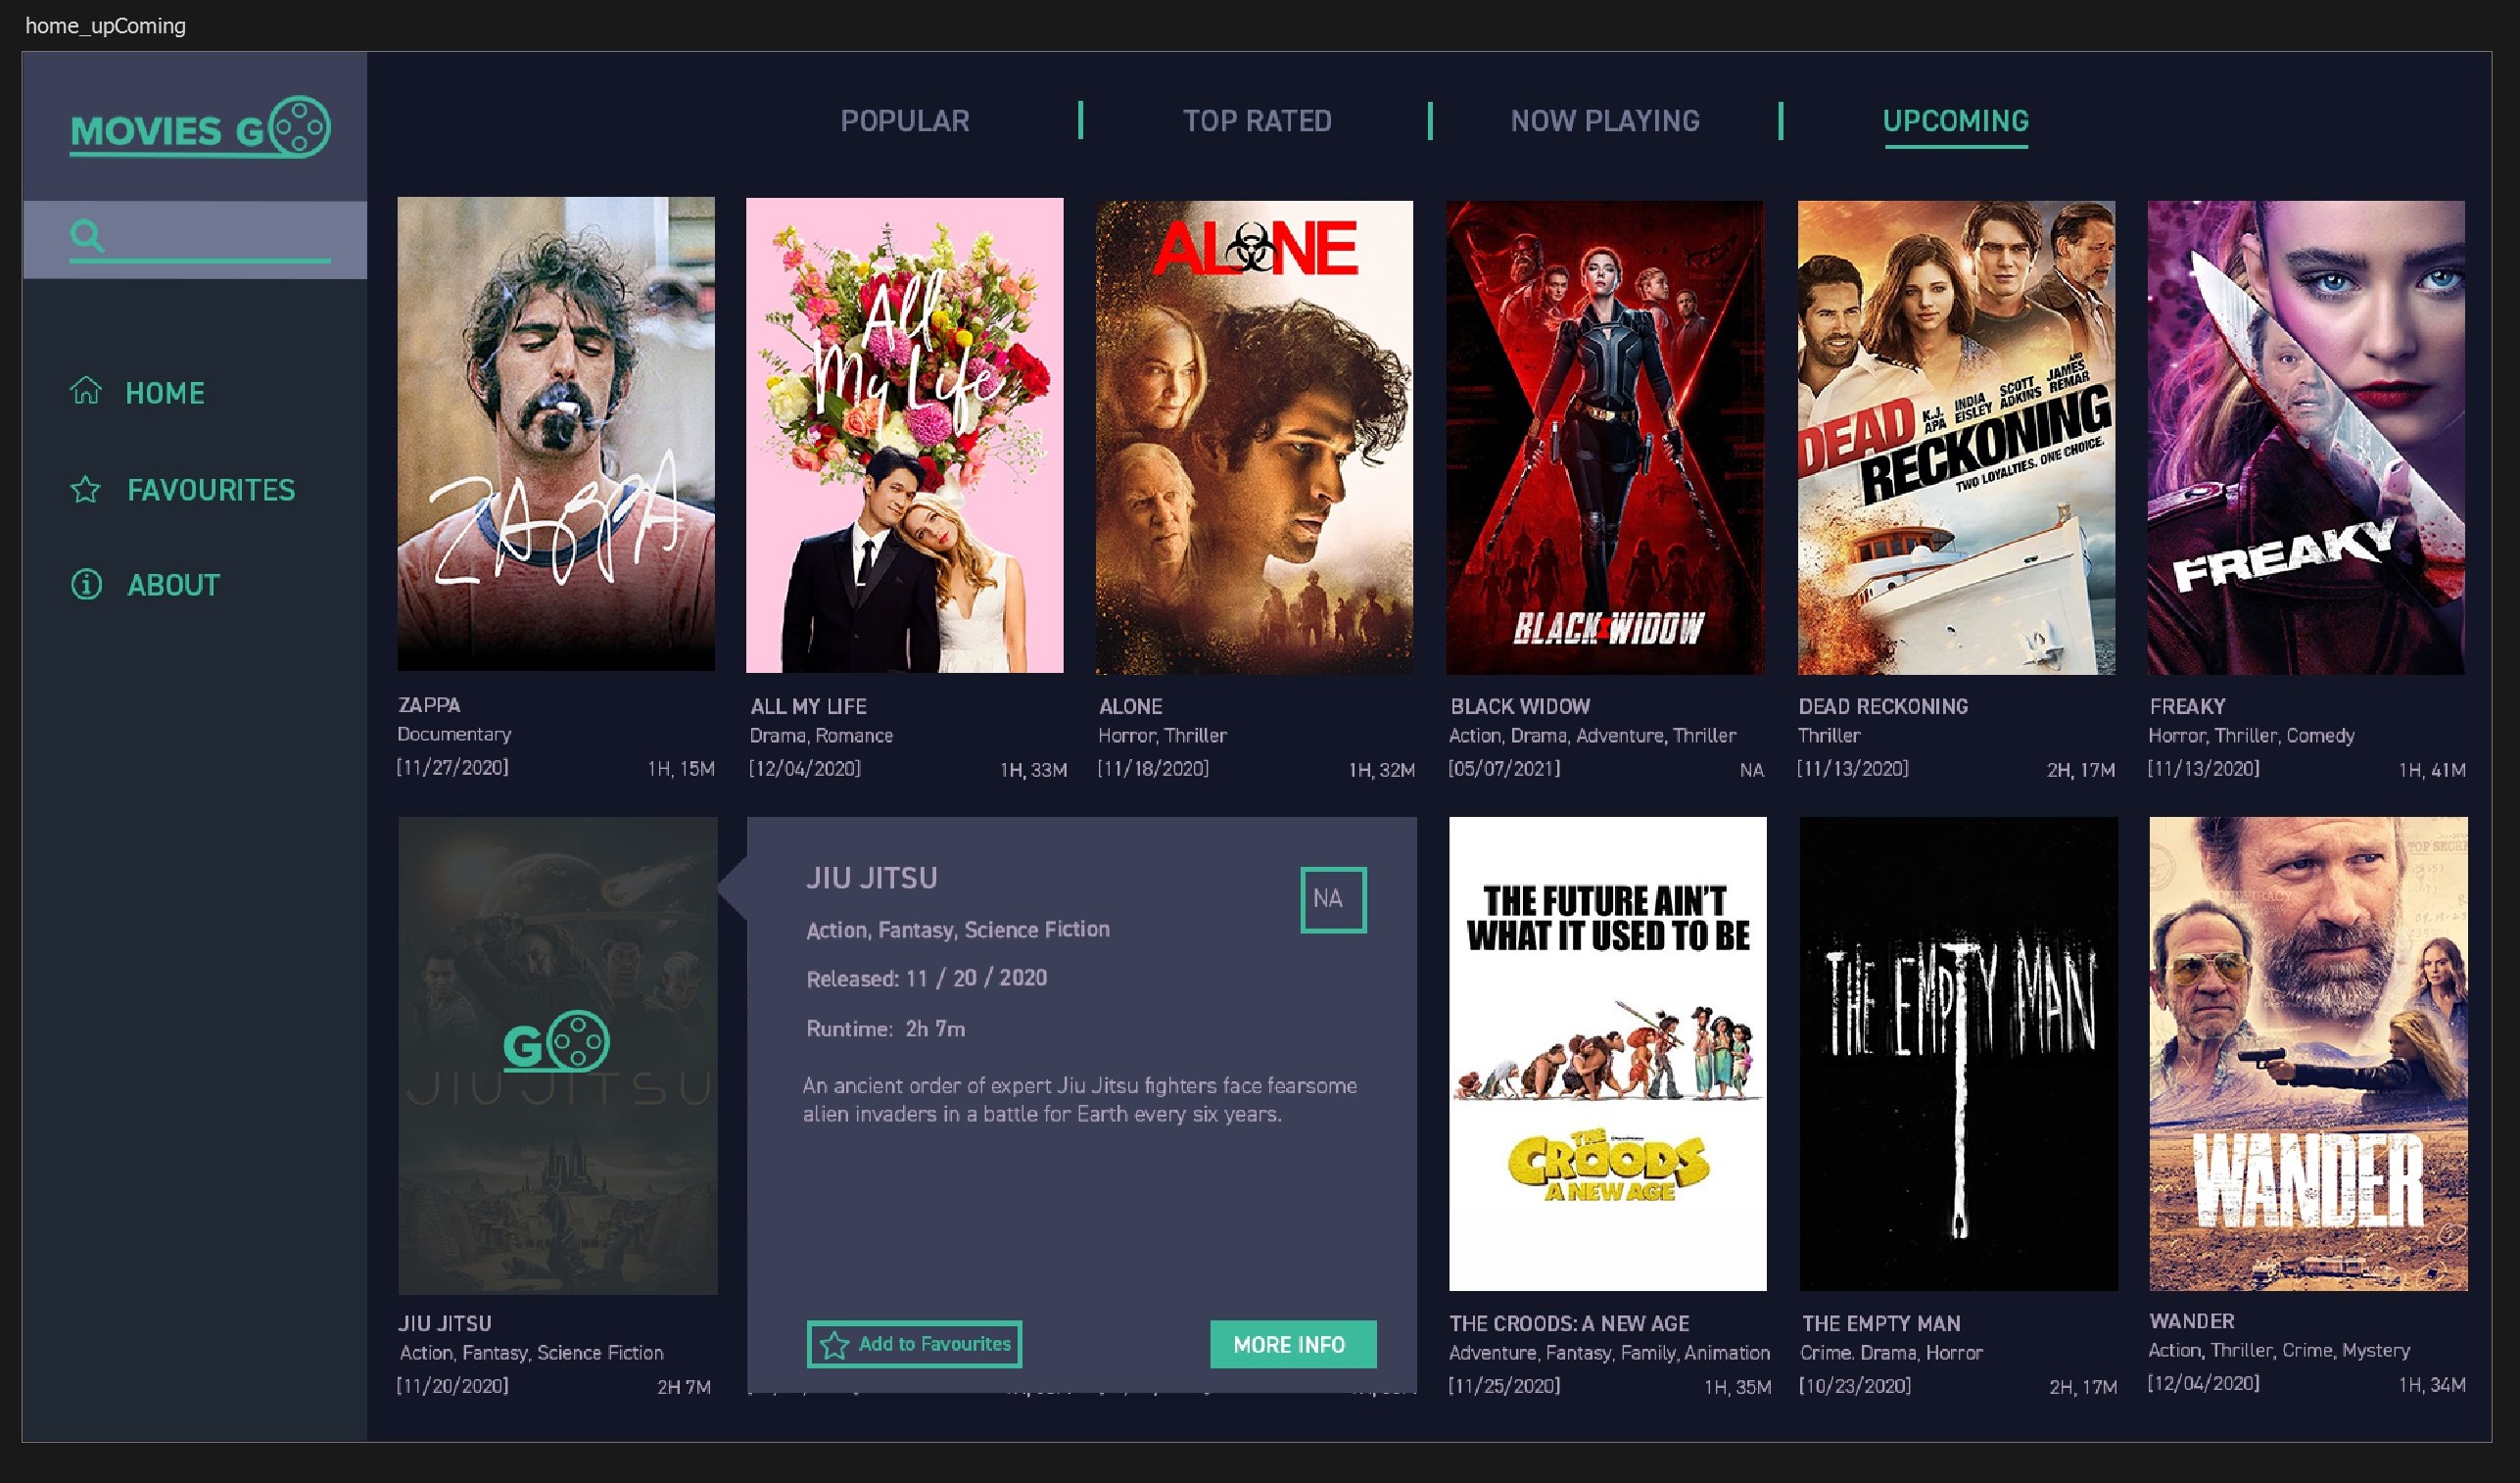 home_upComing
MOVIES GO
POPULAR
TOP RATED
NOW PLAYING
UPCOMING
HOME
FAVOURITES
ABOUT
ZAPPA
All
My Life
ALONE
BLACK WIDOW
K.J. APA
INDIA EISLEY
SCOTT ADKINS
AND JAMES REMAR
DEAD
RECKONING
TWO LOYALTIES. ONE CHOICE.
FREAKY
ZAPPA
Documentary
[11/27/2020] 1H, 15M
ALL MY LIFE
Drama, Romance
[12/04/2020] 1H, 33M
ALONE
Horror, Thriller
[11/18/2020] 1H, 32M
BLACK WIDOW
Action, Drama, Adventure, Thriller
[05/07/2021] NA
DEAD RECKONING
Thriller
[11/13/2020] 2H, 17M
FREAKY
Horror, Thriller, Comedy
[11/13/2020] 1H, 41M
GO
JIU JITSU
JIU JITSU
NA
Action, Fantasy, Science Fiction
Released: 11 / 20 / 2020
Runtime: 2h 7m
An ancient order of expert Jiu Jitsu fighters face fearsome
alien invaders in a battle for Earth every six years.
Add to Favourites
MORE INFO
THE FUTURE AIN'T
WHAT IT USED TO BE
THE
CROODS
A NEW AGE
THE EMPTY MAN
WANDER
JIU JITSU
Action, Fantasy, Science Fiction
[11/20/2020] 2H 7M
THE CROODS: A NEW AGE
Adventure, Fantasy, Family, Animation
[11/25/2020] 1H, 35M
THE EMPTY MAN
Crime. Drama, Horror
[10/23/2020] 2H, 17M
WANDER
Action, Thriller, Crime, Mystery
[12/04/2020] 1H, 34M